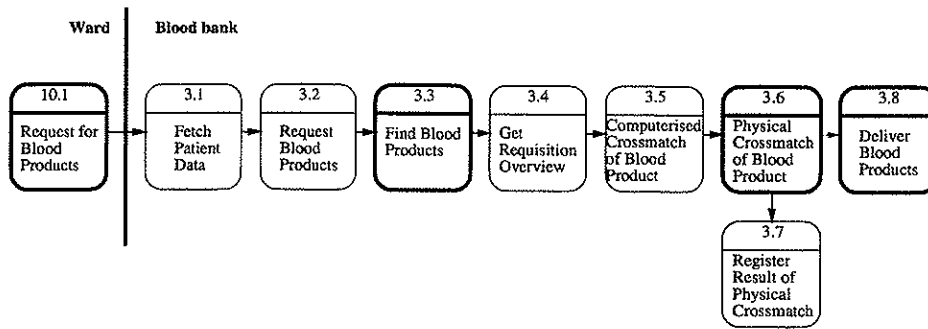 Ward
Blood bank
10.1
Request for
Blood
Products
3.1
Fetch
Patient
Data
3.2
Request
Blood
Products
3.3
Find Blood
Products
3.4
Get
Requisition
Overview
3.5
Computerised
Crossmatch
of Blood
Product
3.6
Physical
Crossmatch
of Blood
Product
3.8
Deliver
Blood
Products
3.7
Register
Result of
Physical
Crossmatch